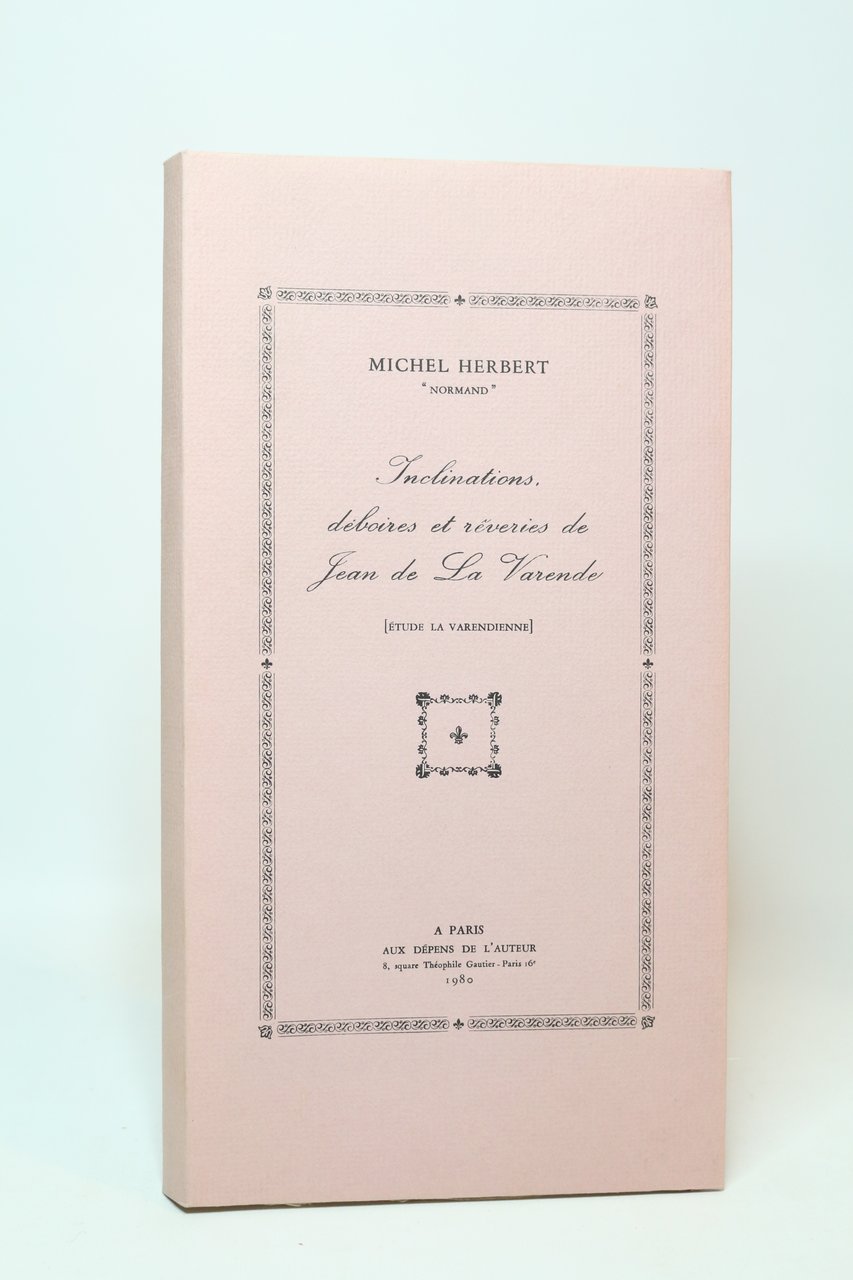 MICHEL HERBERT
“NORMAND”
Inclinations,
déboires et rêveries de
Jean de La Varende
[ÉTUDE LA VARENDIENNE]
A PARIS
AUX DÉPENS DE L'AUTEUR
8, square Théophile Gautier - Paris 16e
1980